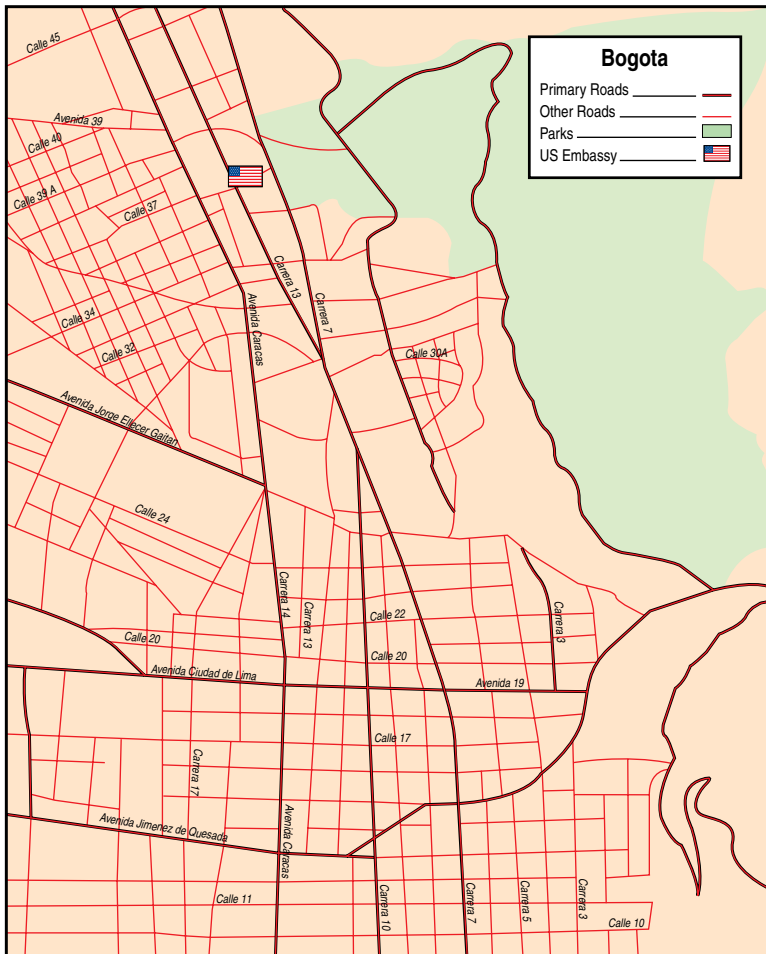 Bogota
Primary Roads
Other Roads
Parks
US Embassy
Calle 45
Avenida 39
Calle 40
Calle 39 A
Calle 37
Carrera 13
Carrera 7
Avenida Caracas
Calle 34
Calle 32
Calle 30A
Avenida Jorge Eliecer Gaitan
Calle 24
Carrera 14
Carrera 13
Calle 22
Carrera 3
Calle 20
Calle 20
Avenida Ciudad de Lima
Avenida 19
Calle 17
Carrera 17
Avenida Jimenez de Quesada
Avenida Caracas
Calle 11
Carrera 10
Carrera 7
Carrera 5
Carrera 3
Calle 10